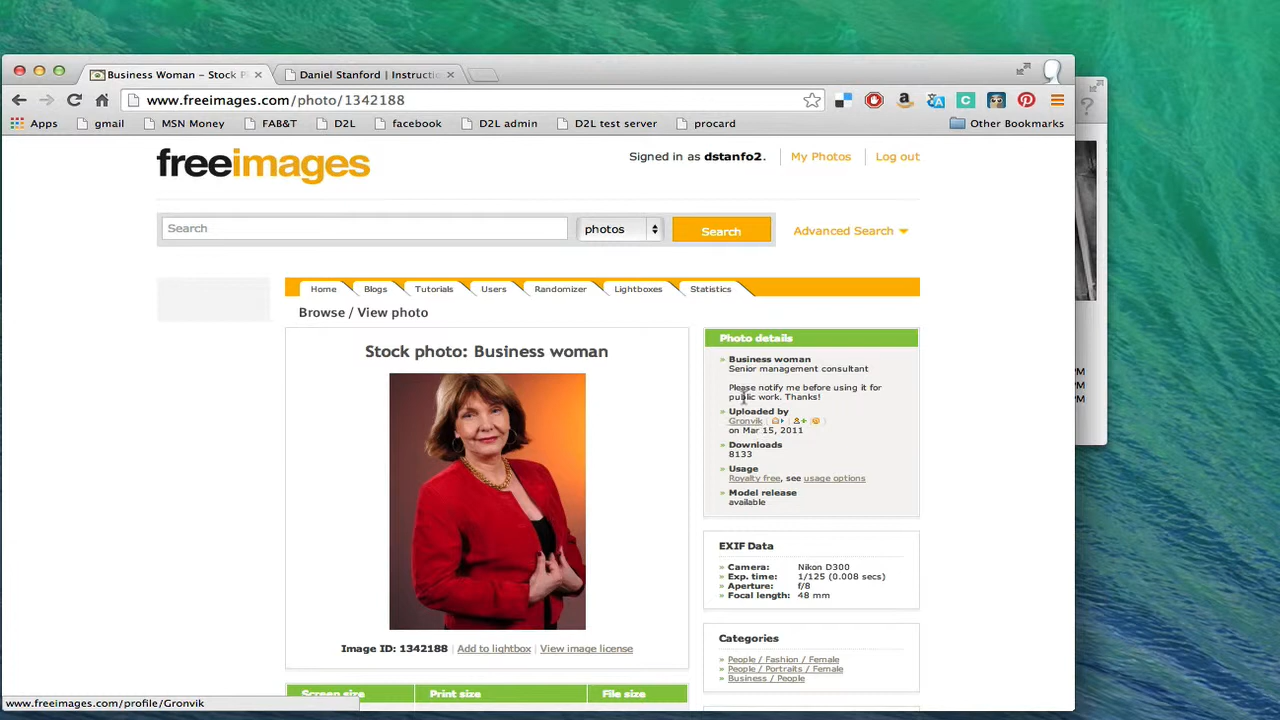 Business Woman – Stock P
Daniel Stanford | Instructi
www.freeimages.com/photo/1342188
Apps gmail MSN Money FAB&T D2L facebook D2L admin D2L test server procard Other Bookmarks
freeimages
Signed in as dstanfo2. My Photos Log out
Search photos Search Advanced Search
Home Blogs Tutorials Users Randomizer Lightboxes Statistics
Browse / View photo
Stock photo: Business woman
Image ID: 1342188 Add to lightbox View image license
Screen size Print size File size
Photo details
Business woman
Senior management consultant
Please notify me before using it for
public work. Thanks!
Uploaded by
Gronvik
on Mar 15, 2011
Downloads
8133
Usage
Royalty free, see usage options
Model release
available
EXIF Data
Camera: Nikon D300
Exp. time: 1/125 (0.008 secs)
Aperture: f/8
Focal length: 48 mm
Categories
People / Fashion / Female
People / Portraits / Female
Business / People
www.freeimages.com/profile/Gronvik
PM
PM
PM